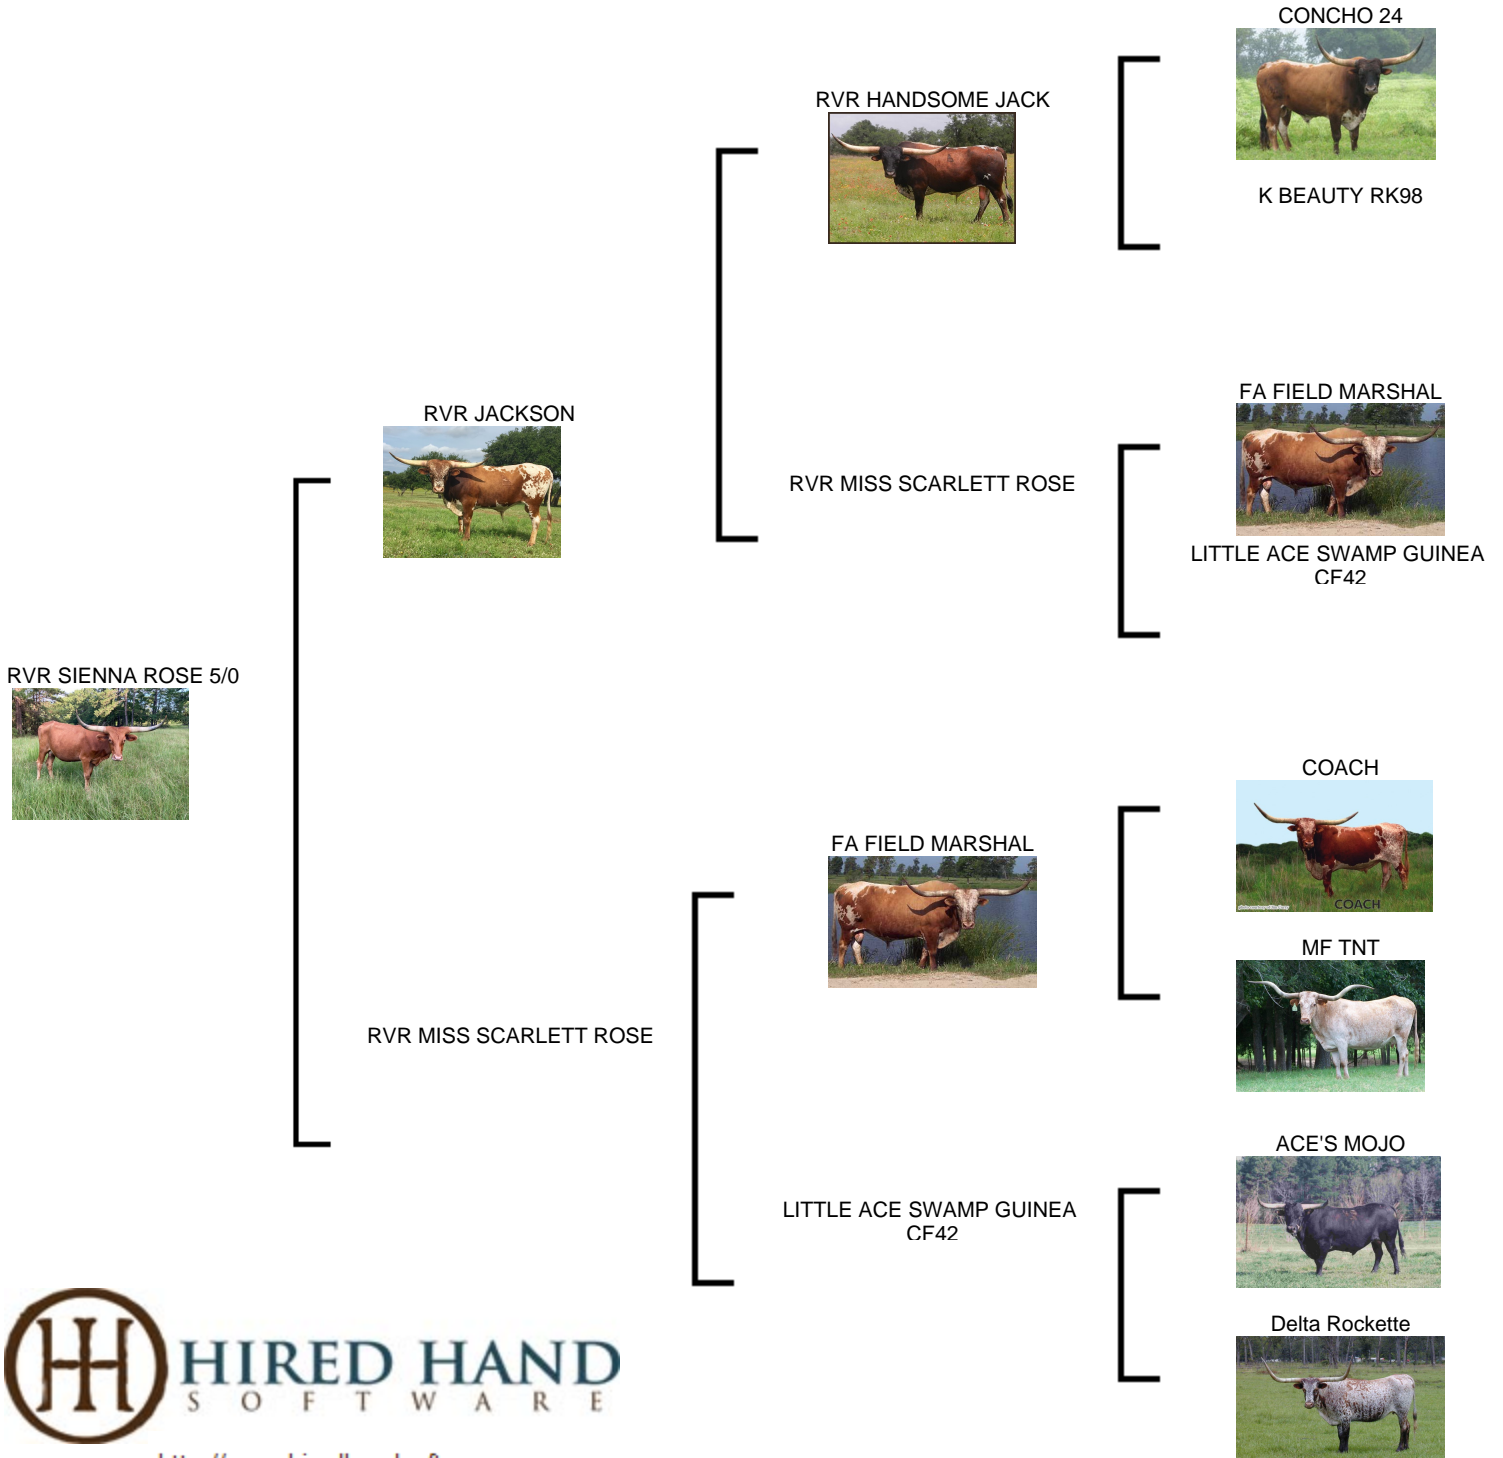 CONCHO 24
RVR HANDSOME JACK
K BEAUTY RK98
FA FIELD MARSHAL
RVR JACKSON
RVR MISS SCARLETT ROSE
LITTLE ACE SWAMP GUINEA
CF42
RVR SIENNA ROSE 5/0
COACH
FA FIELD MARSHAL
COACH
MF TNT
RVR MISS SCARLETT ROSE
ACE'S MOJO
LITTLE ACE SWAMP GUINEA
CF42
Delta Rockette
HIRED HAND
SOFTWARE